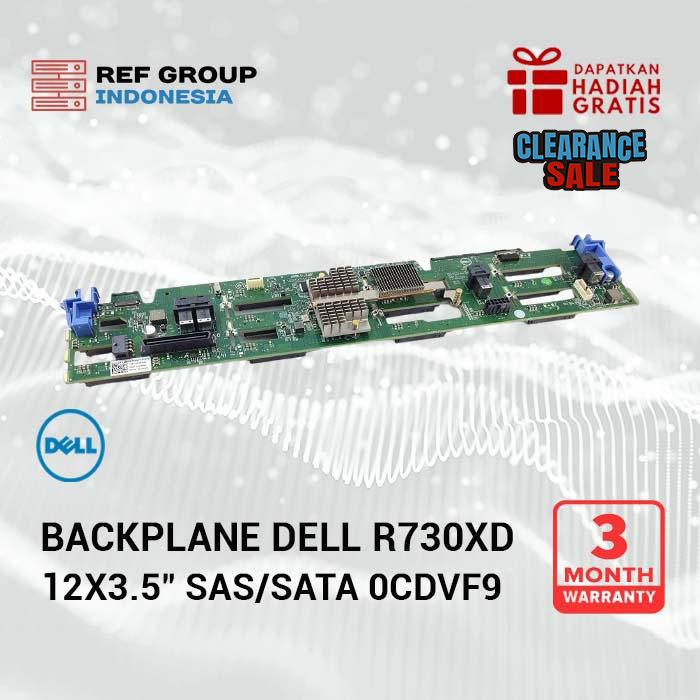 REF GROUP
INDONESIA
DAPATKAN
HADIAH
GRATIS
CLEARANCE
SALE
DELL
BACKPLANE DELL R730XD
12X3.5" SAS/SATA 0CDVF9
3
MONTH
WARRANTY